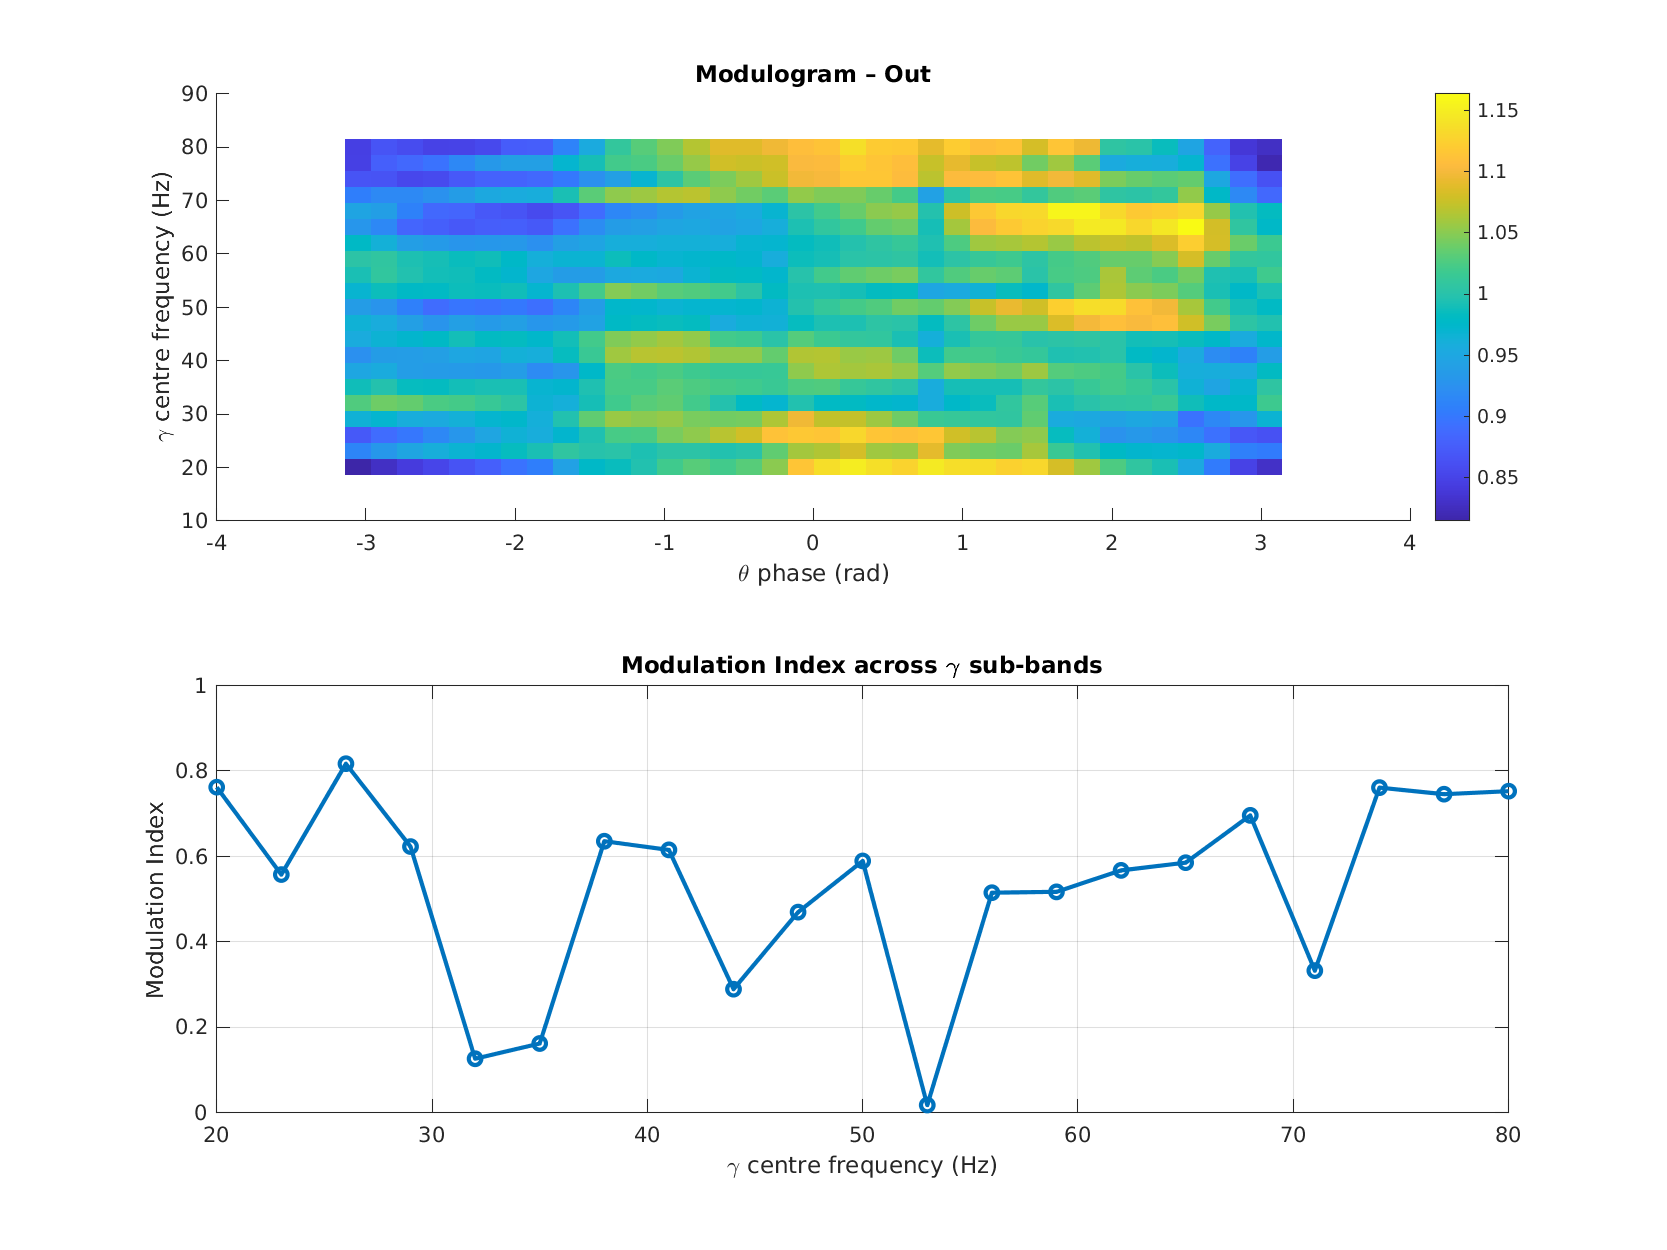 Modulogram – Out
90
80
70
60
50
40
30
20
10
γ centre frequency (Hz)
-4 -3 -2 -1 0 1 2 3 4
θ phase (rad)
1.15
1.1
1.05
1
0.95
0.9
0.85
Modulation Index across γ sub-bands
1
0.8
0.6
0.4
0.2
0
Modulation Index
20 30 40 50 60 70 80
γ centre frequency (Hz)